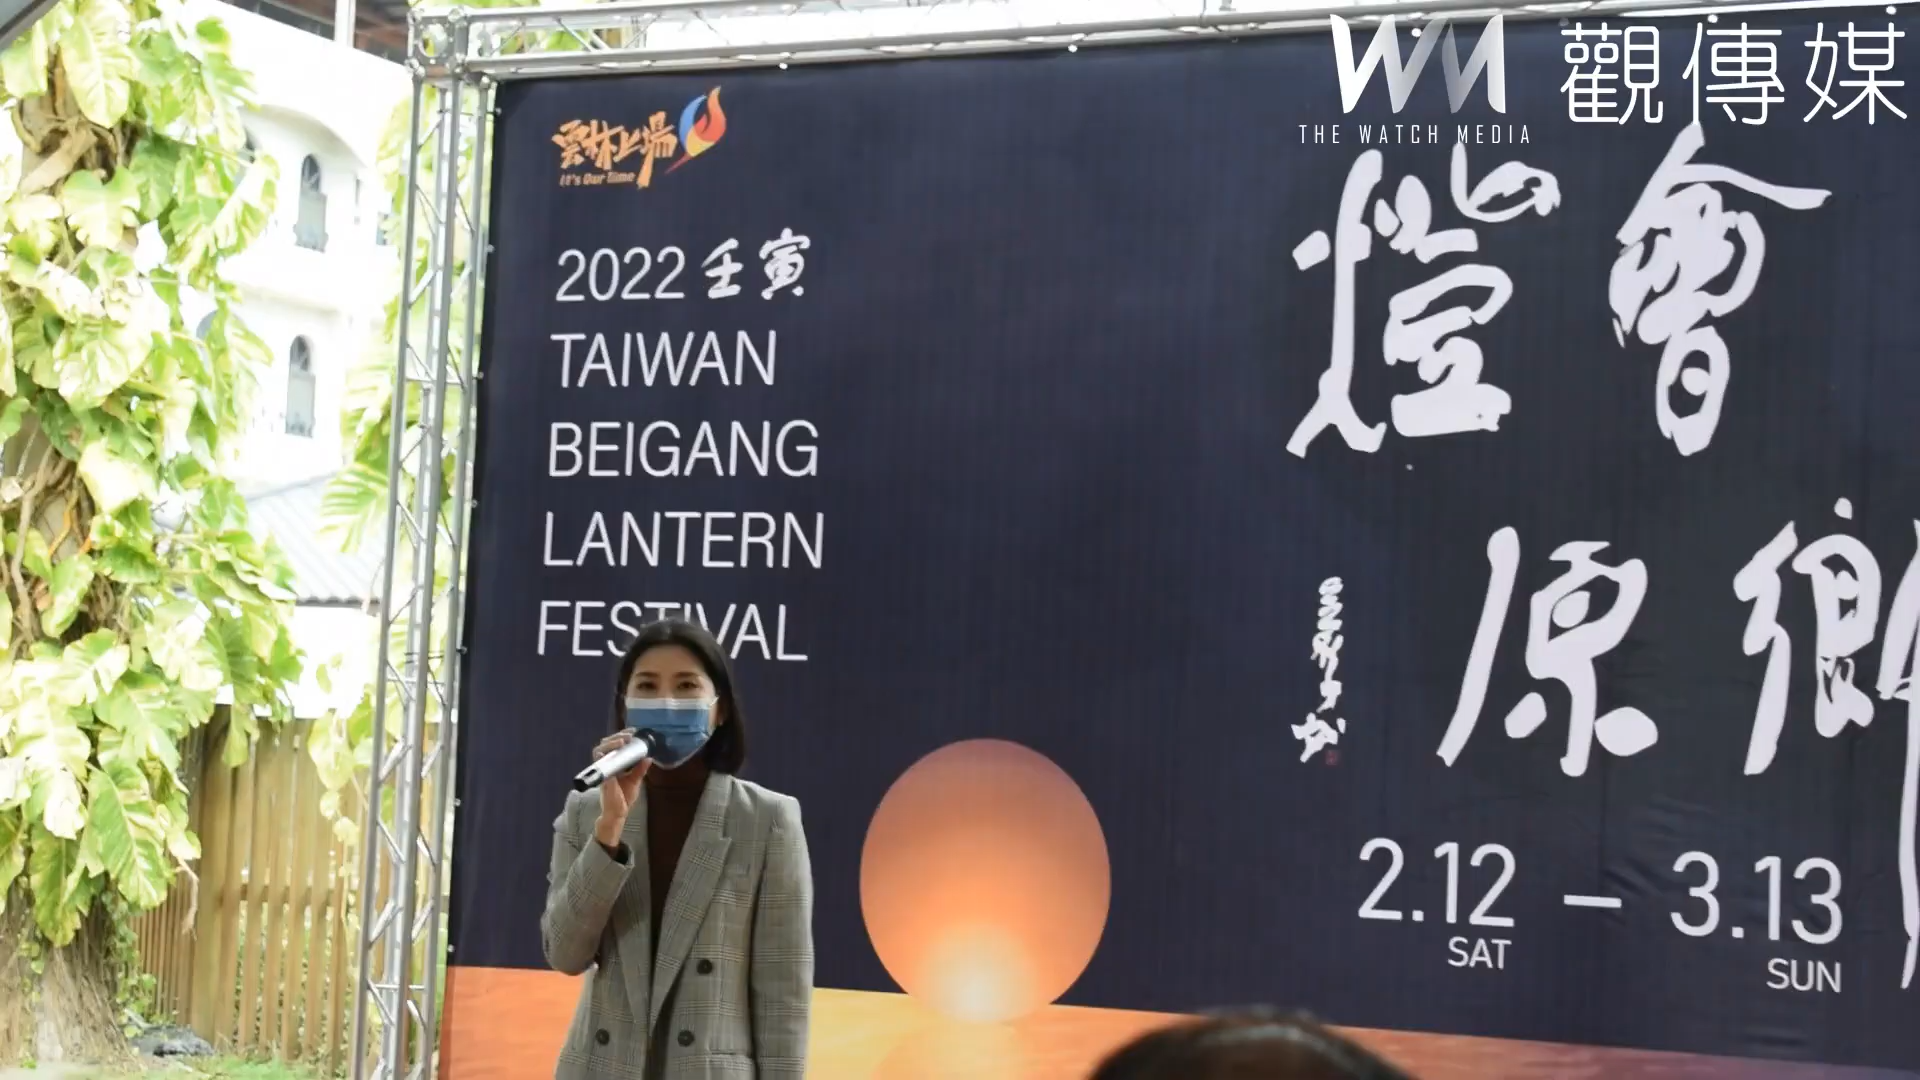 WM 觀傳媒
THE WATCH MEDIA
雲林上場
It's Our Time
2022 壬寅
TAIWAN
BEIGANG
LANTERN
FESTIVAL
燈會
原鄉
2.12 – 3.13
SAT SUN